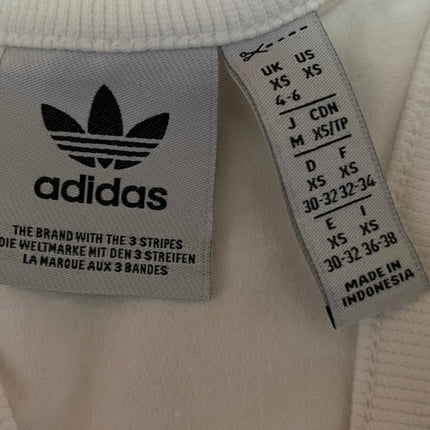 adidas
THE BRAND WITH THE 3 STRIPES
DIE WELTMARKE MIT DEN 3 STREIFEN
LA MARQUE AUX 3 BANDES
UK US
XS XS
4-6
J CDN
M XS/TP
D F
XS XS
30-32 32-34
E I
XS XS
30-32 36-38
MADE IN
INDONESIA